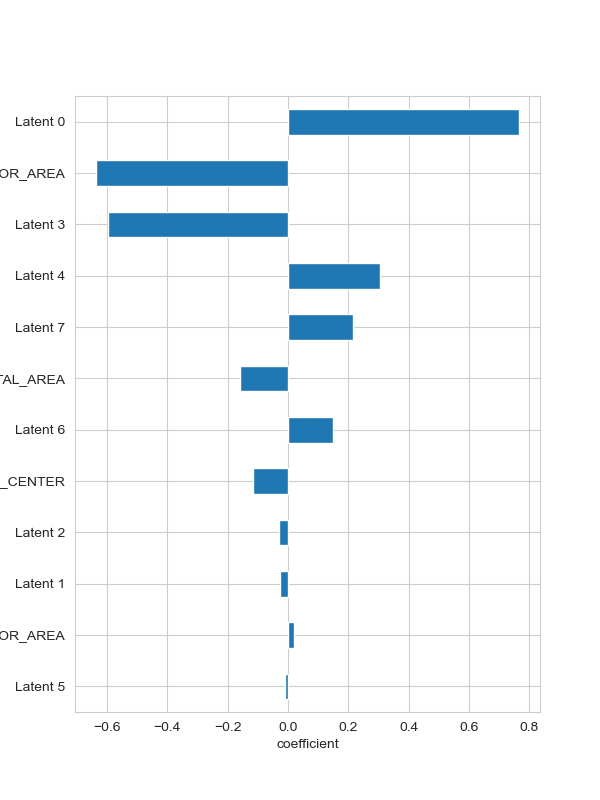 Latent 0
OR_AREA
Latent 3
Latent 4
Latent 7
TAL_AREA
Latent 6
_CENTER
Latent 2
Latent 1
OR_AREA
Latent 5
−0.6 −0.4 −0.2 0.0 0.2 0.4 0.6 0.8
coefficient